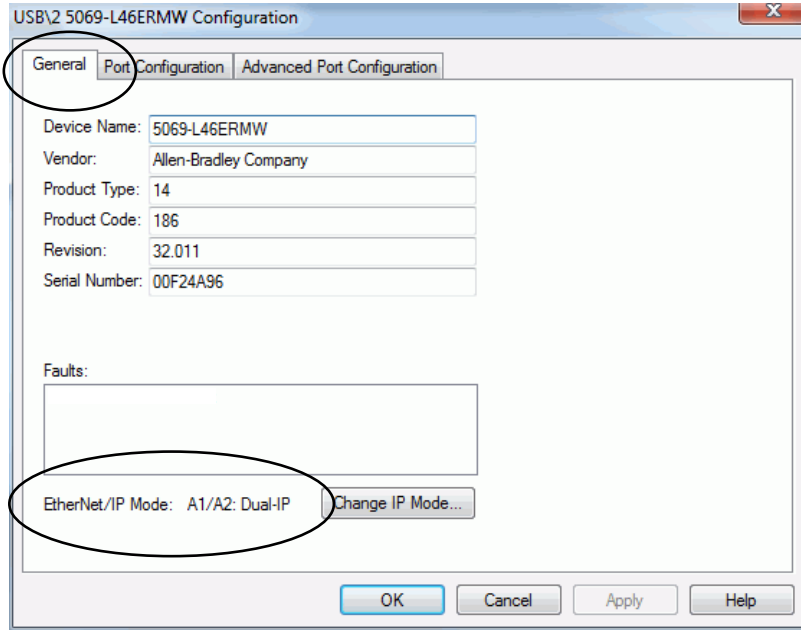 USB\2 5069-L46ERMW Configuration
X
General Port Configuration Advanced Port Configuration
Device Name: 5069-L46ERMW
Vendor: Allen-Bradley Company
Product Type: 14
Product Code: 186
Revision: 32.011
Serial Number: 00F24A96
Faults:
EtherNet/IP Mode: A1/A2: Dual-IP Change IP Mode...
OK Cancel Apply Help